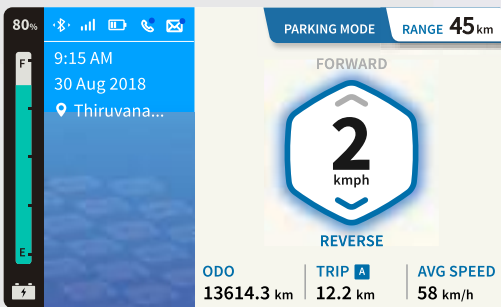 80%
F
E
9:15 AM
30 Aug 2018
Thiruvana...
PARKING MODE
RANGE 45 km
FORWARD
2
kmph
REVERSE
ODO
13614.3 km
TRIP A
12.2 km
AVG SPEED
58 km/h